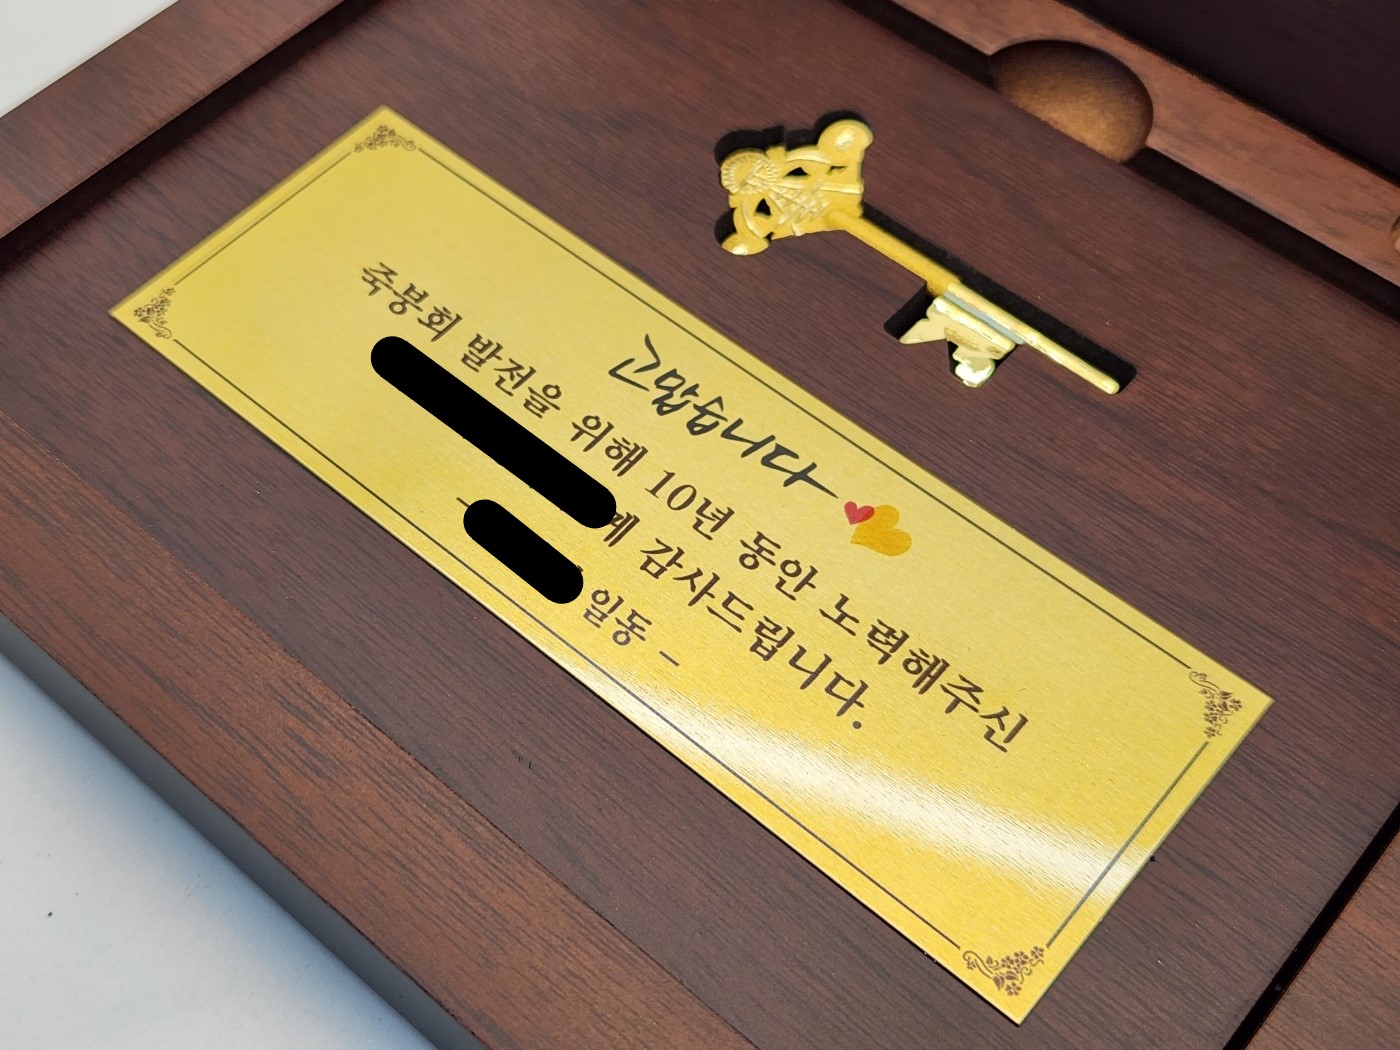 고맙습니다
죽봉회 발전을 위해 10년 동안 노력해주신
께 감사드립니다.
- 일동 -